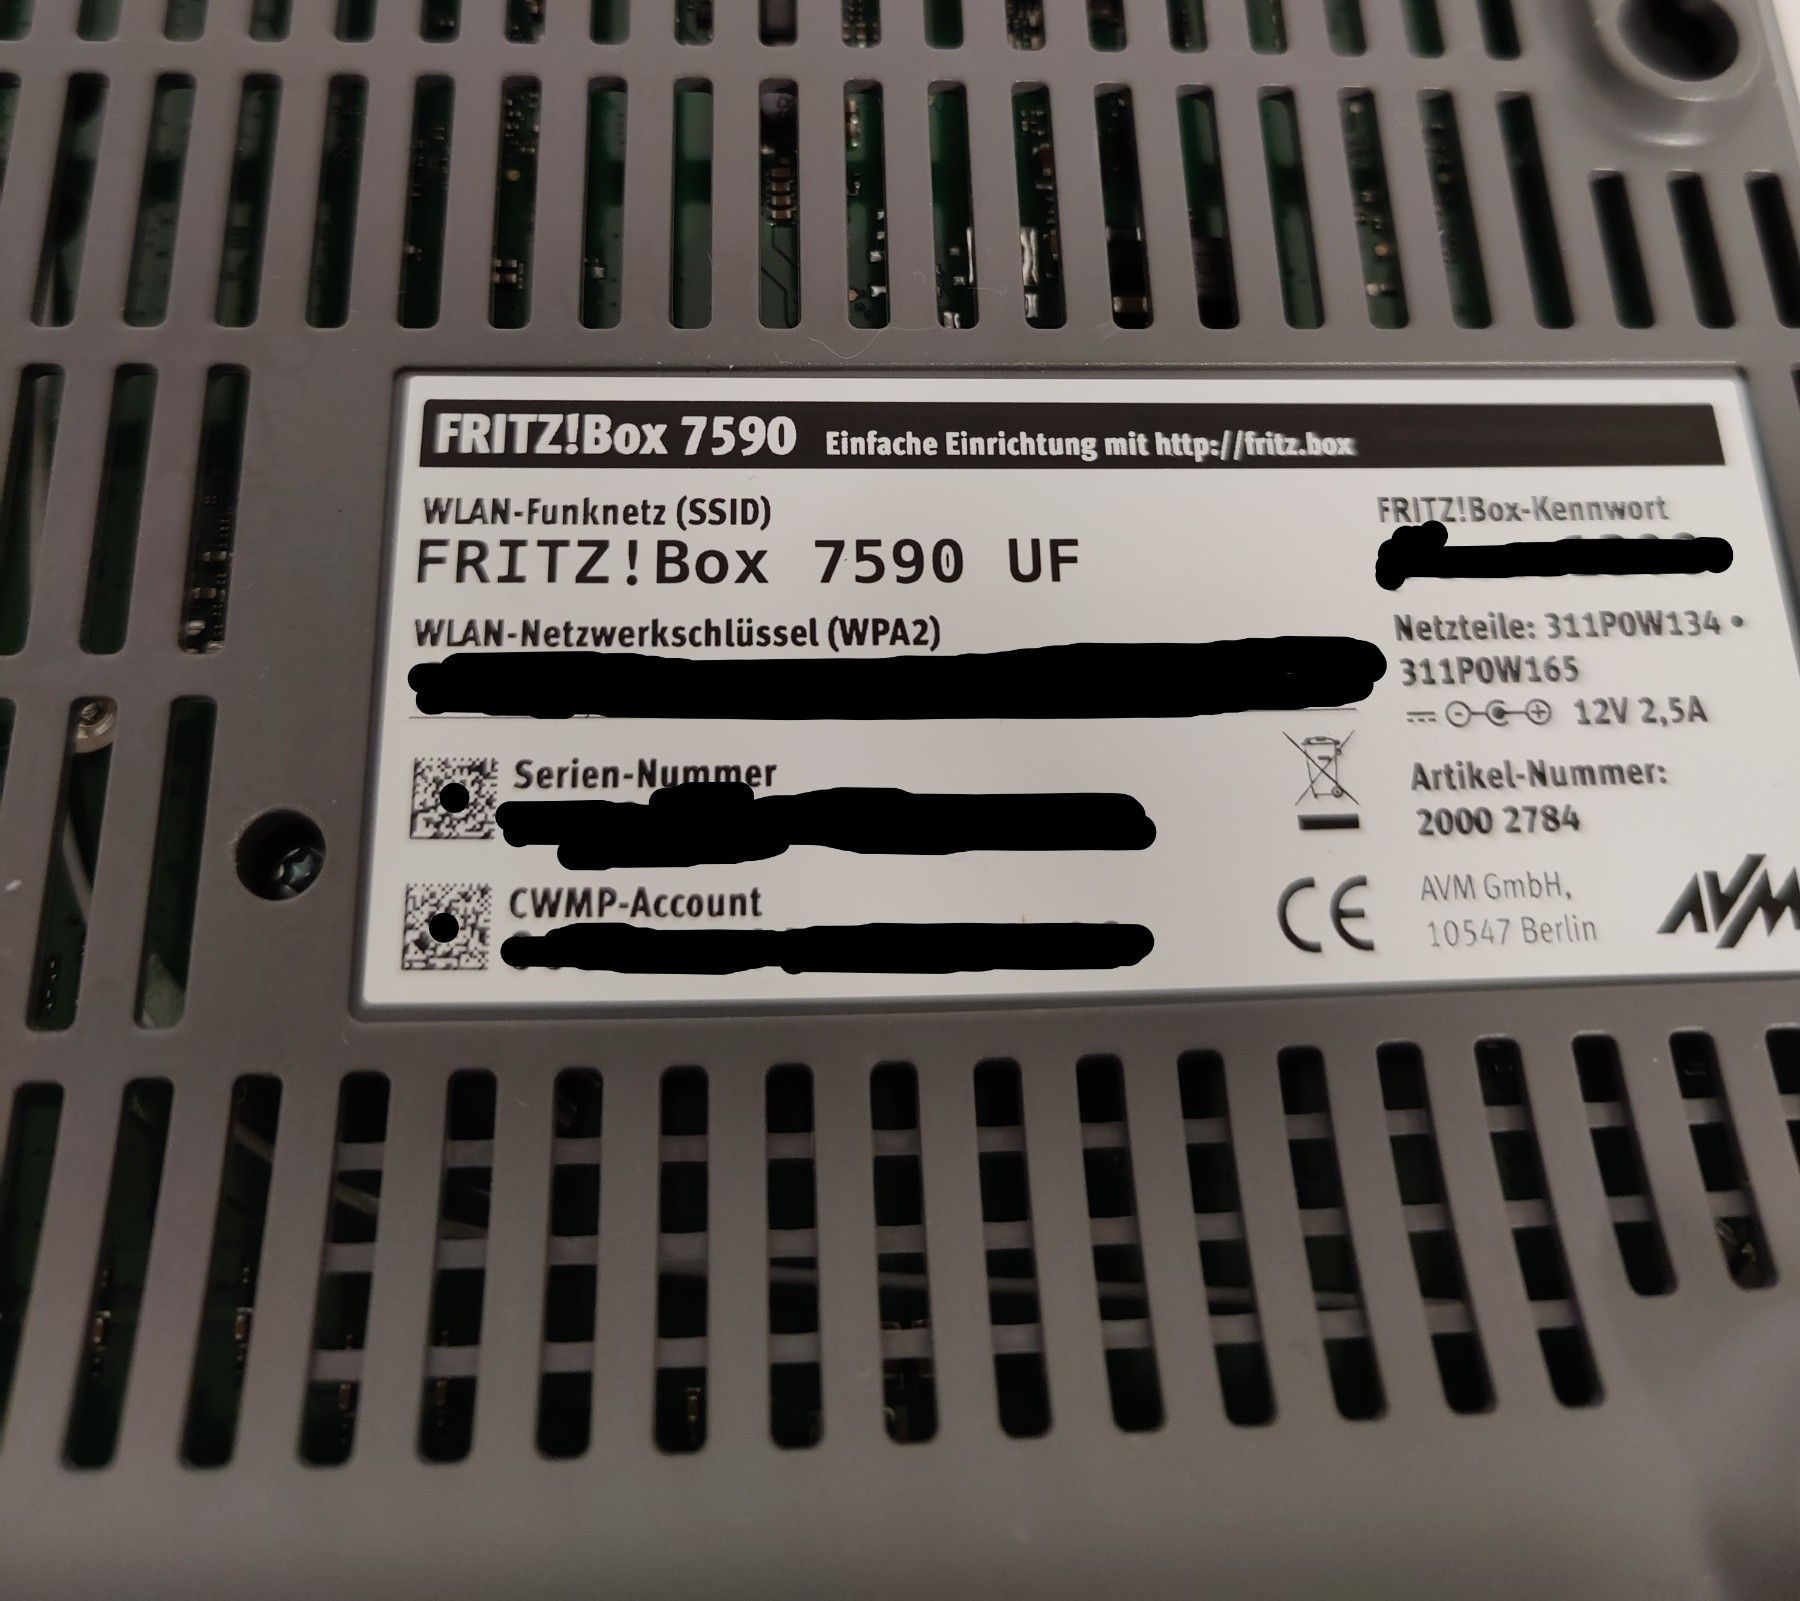 FRITZ!Box 7590 Einfache Einrichtung mit http://fritz.box
WLAN-Funknetz (SSID)
FRITZ!Box 7590 UF
WLAN-Netzwerkschlüssel (WPA2)
Serien-Nummer
CWMP-Account
FRITZ!Box-Kennwort
Netzteile: 311P0W134 •
311P0W165
12V 2,5A
Artikel-Nummer:
2000 2784
CE
AVM GmbH,
10547 Berlin
AVM